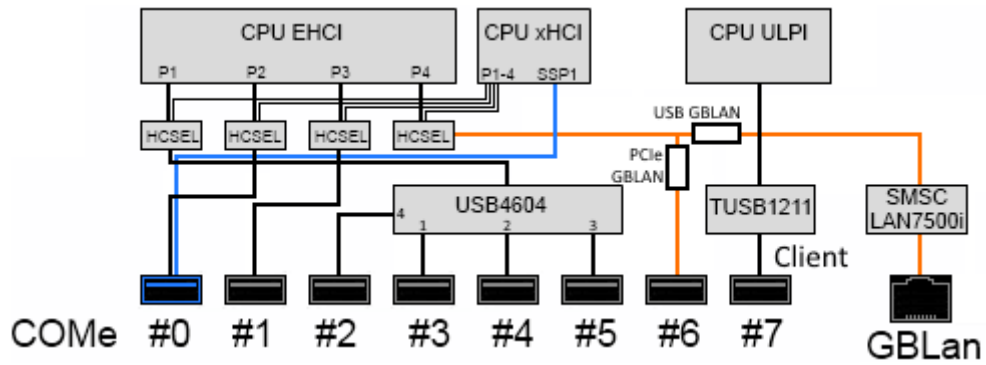 CPU EHCI
P1 P2 P3 P4
CPU xHCI
P1-4 SSP1
CPU ULPI
HCSEL HCSEL HCSEL HCSEL
USB GBLAN
PCIe
GBLAN
USB4604
4 1 2 3
TUSB1211
SMSC
LAN7500i
Client
COMe #0 #1 #2 #3 #4 #5 #6 #7
GBLan